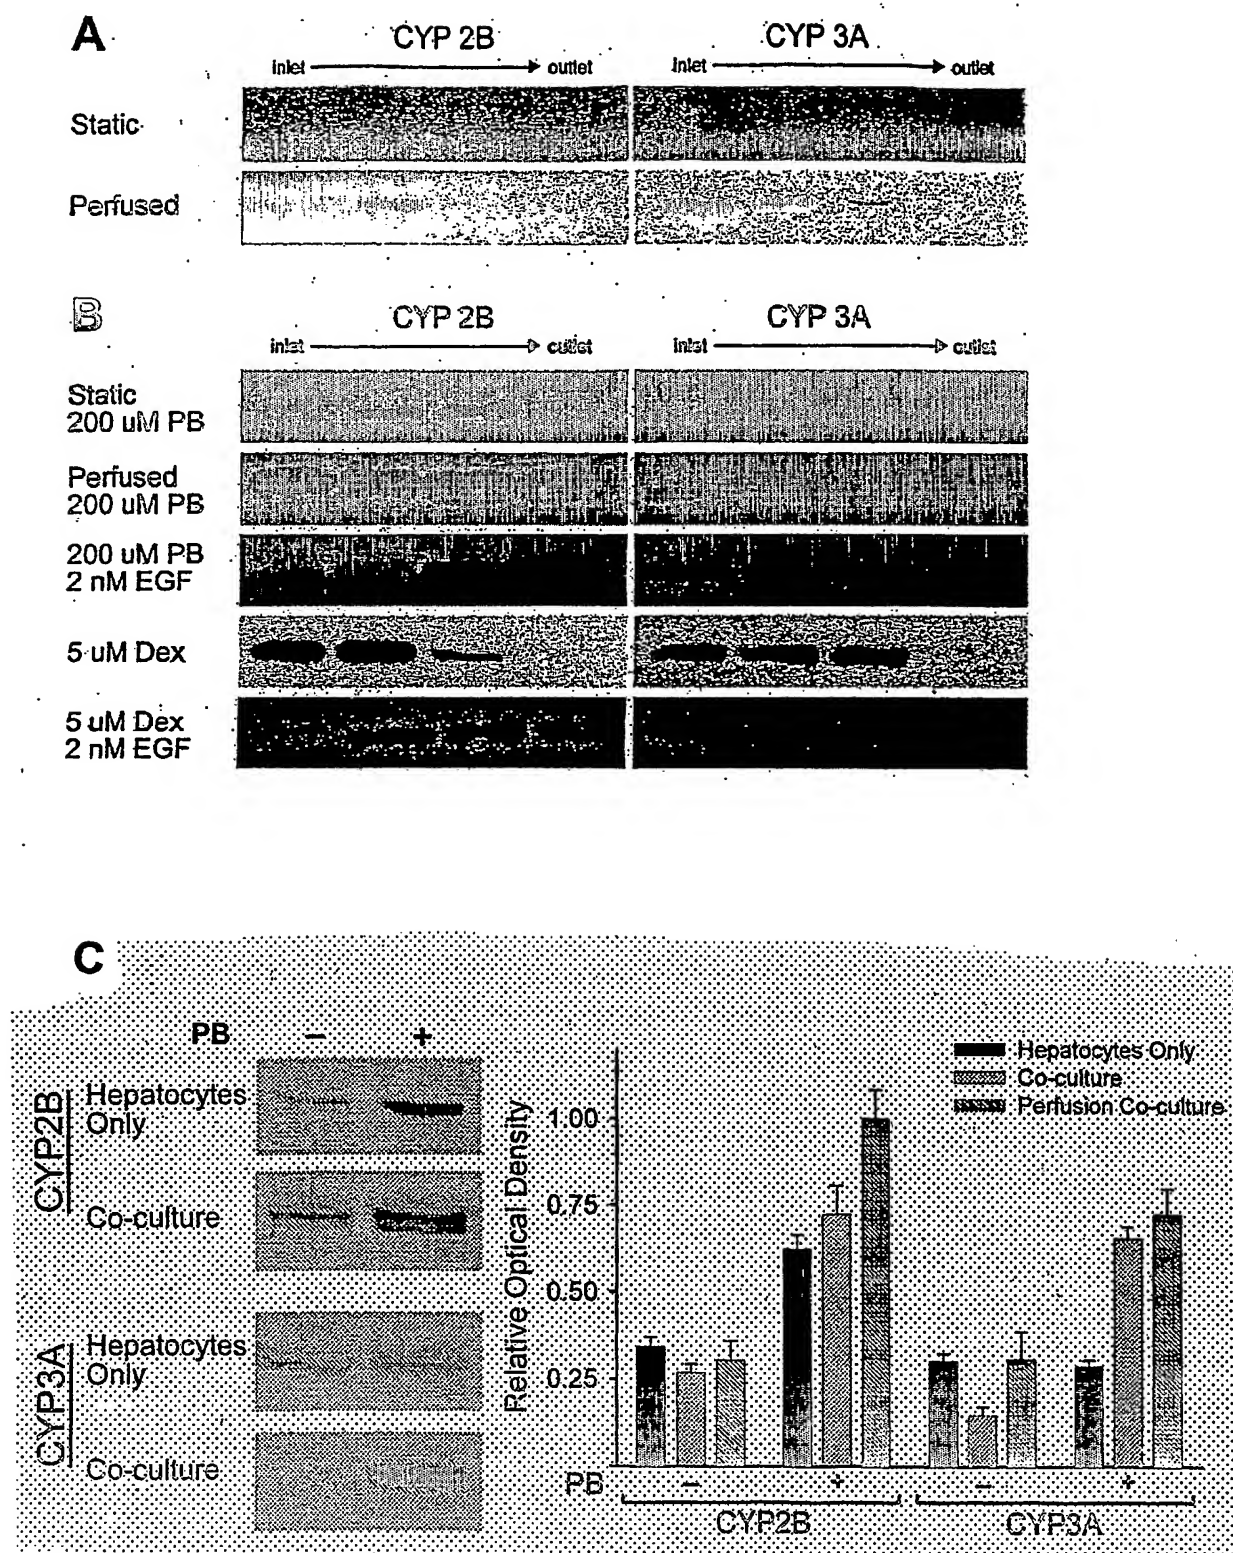 A
CYP 2B
CYP 3A
inlet
outlet
inlet
outlet
Static
Perfused
B
CYP 2B
CYP 3A
inlet
outlet
inlet
outlet
Static
200 uM PB
Perfused
200 uM PB
200 uM PB
2 nM EGF
5 uM Dex
5 uM Dex
2 nM EGF
C
PB
−
+
CYP2B
Hepatocytes
Only
Co-culture
CYP3A
Hepatocytes
Only
Co-culture
Relative Optical Density
1.00
0.75
0.50
0.25
Hepatocytes Only
Co-culture
Perfusion Co-culture
PB
−
+
−
+
CYP2B
CYP3A